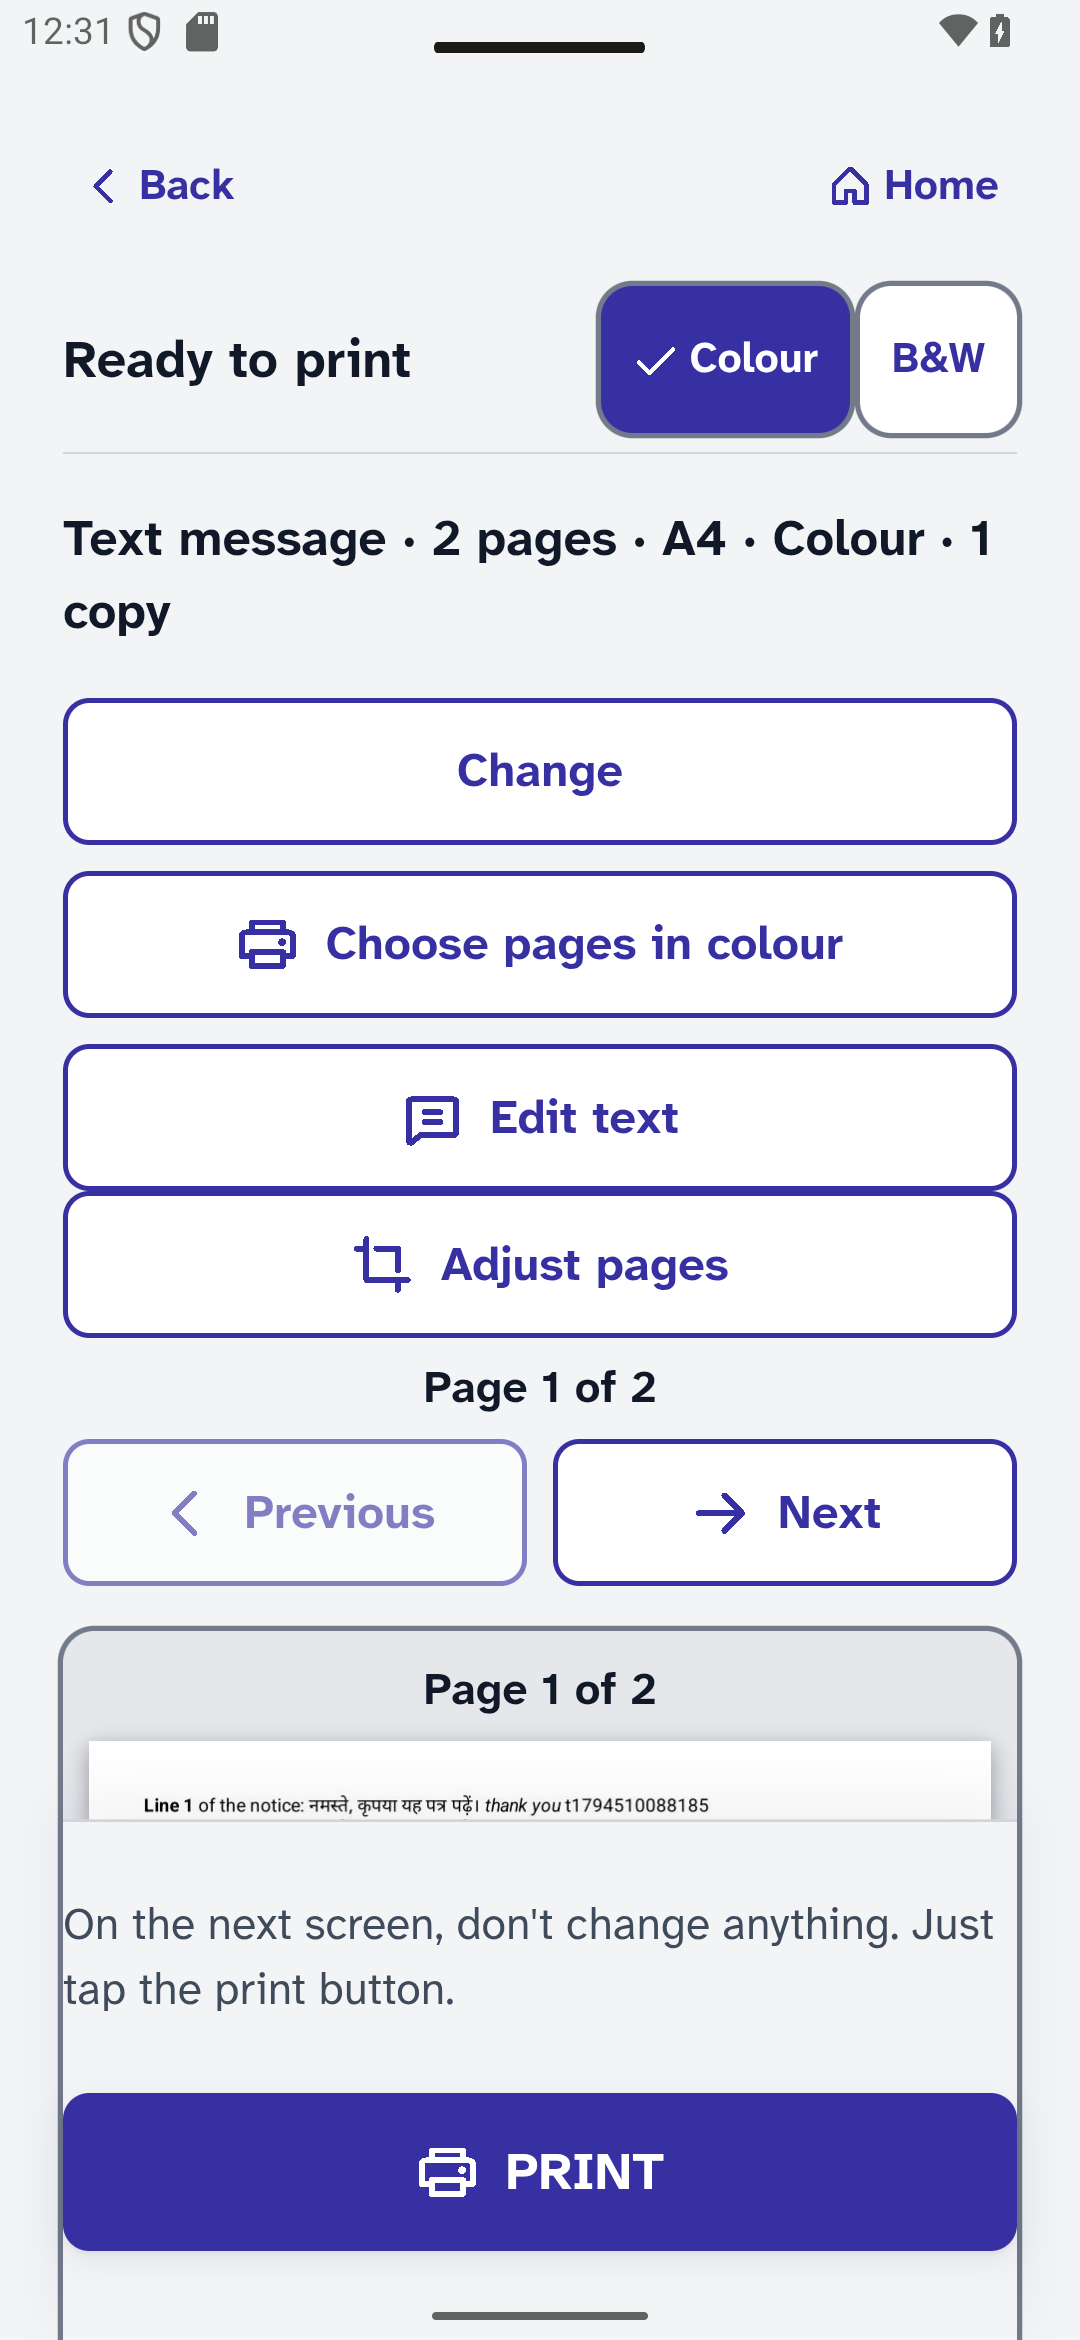 12:31
Back
Home
Ready to print
Colour
B&W
Text message · 2 pages · A4 · Colour · 1
copy
Change
Choose pages in colour
Edit text
Adjust pages
Page 1 of 2
Previous
Next
Page 1 of 2
Line 1 of the notice: नमस्ते, कृपया यह पत्र पढ़ें। thank you t1794510088185
On the next screen, don't change anything. Just
tap the print button.
PRINT